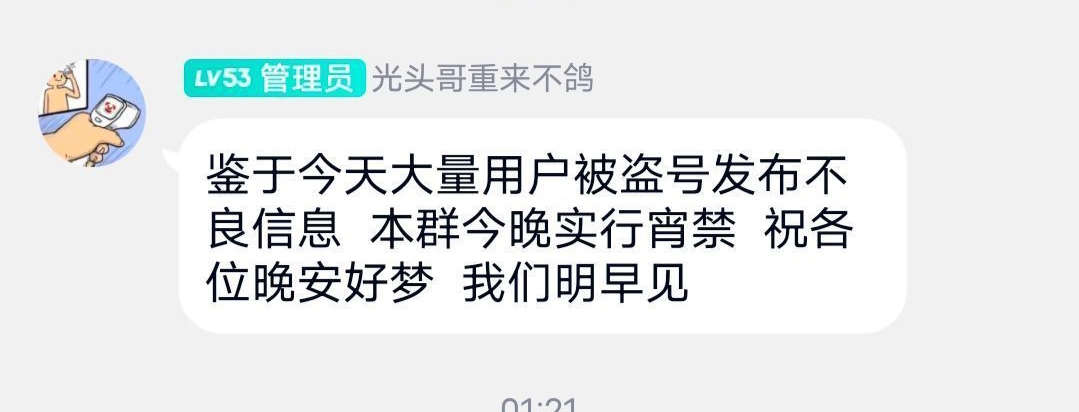 LV53 管理员 光头哥重来不鸽
鉴于今天大量用户被盗号发布不
良信息 本群今晚实行宵禁 祝各
位晚安好梦 我们明早见
01:21